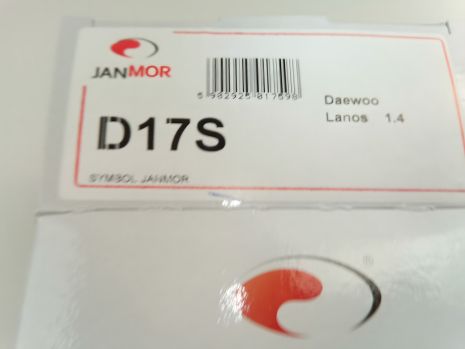 JANMOR
5 902925 017598
Daewoo
Lanos 1.4
D17S
SYMBOL JANMOR
®